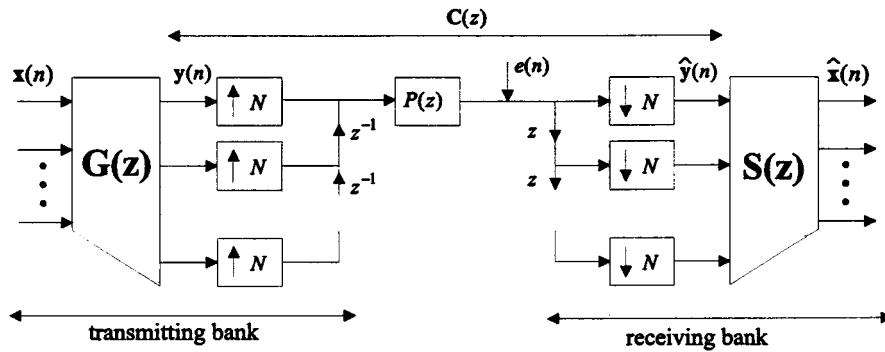 C(z)
x(n)
y(n)
e(n)
ŷ(n)
x̂(n)
↑ N
P(z)
↓ N
z⁻¹
z
G(z)
↑ N
↓ N
S(z)
z⁻¹
z
↑ N
↓ N
transmitting bank
receiving bank